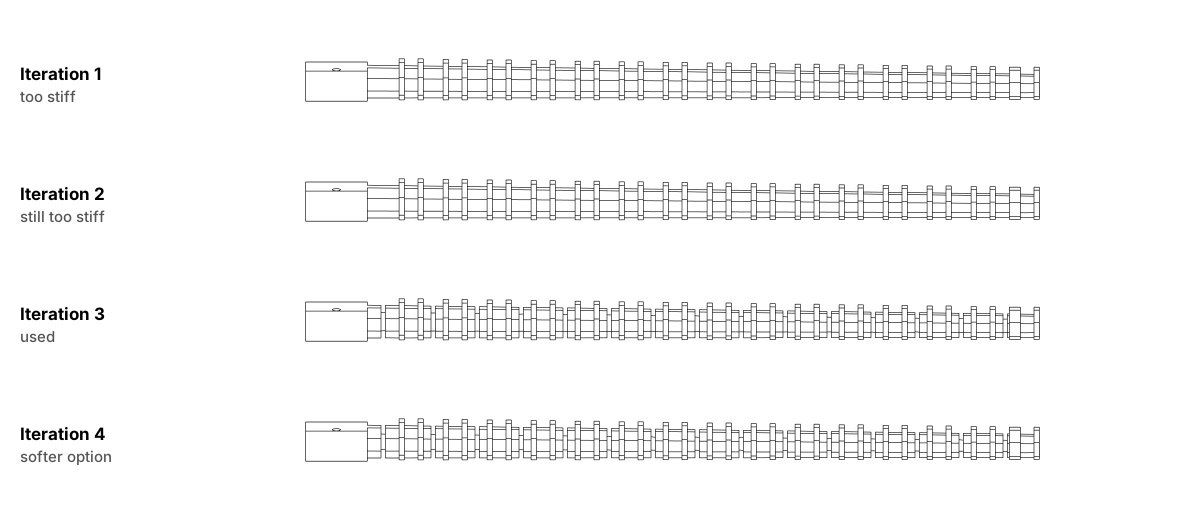 Iteration 1
too stiff
Iteration 2
still too stiff
Iteration 3
used
Iteration 4
softer option